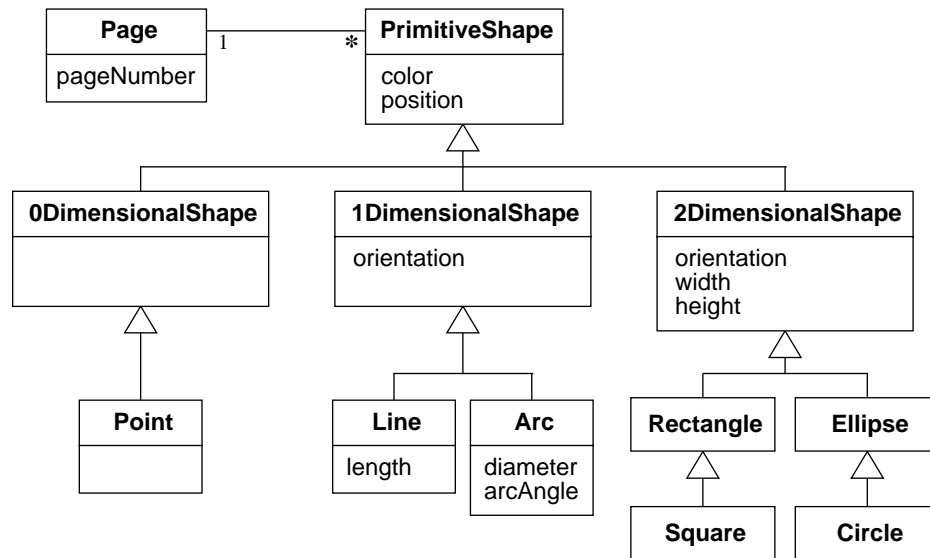 Page
pageNumber
1
*
PrimitiveShape
color
position
0DimensionalShape
1DimensionalShape
orientation
2DimensionalShape
orientation
width
height
Point
Line
length
Arc
diameter
arcAngle
Rectangle
Ellipse
Square
Circle